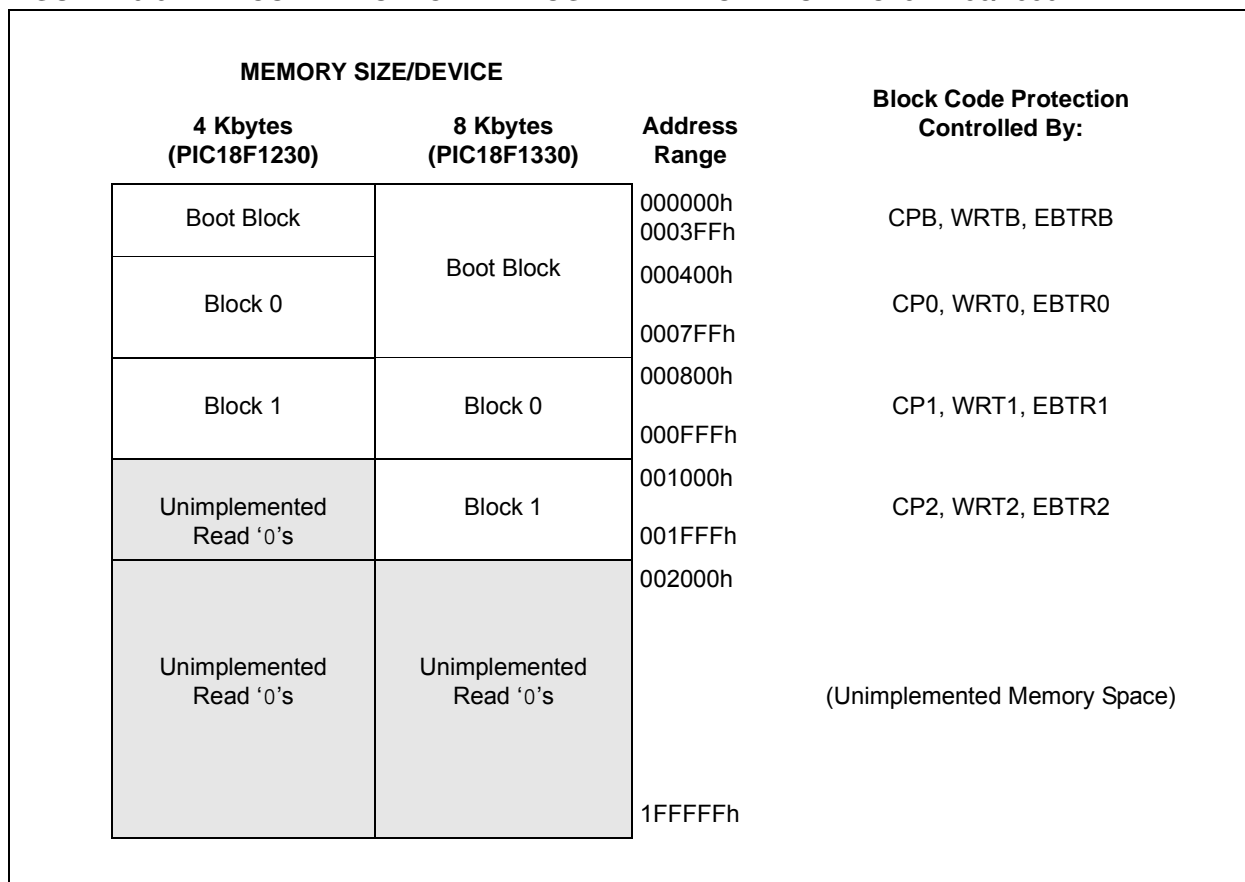 MEMORY SIZE/DEVICE
Block Code Protection
Controlled By:
4 Kbytes
(PIC18F1230)
8 Kbytes
(PIC18F1330)
Address
Range
Boot Block
Boot Block
000000h
0003FFh
CPB, WRTB, EBTRB
Block 0
000400h
0007FFh
CP0, WRT0, EBTR0
Block 1
Block 0
000800h
000FFFh
CP1, WRT1, EBTR1
Unimplemented
Read ‘0’s
Block 1
001000h
001FFFh
CP2, WRT2, EBTR2
Unimplemented
Read ‘0’s
Unimplemented
Read ‘0’s
002000h
1FFFFFh
(Unimplemented Memory Space)